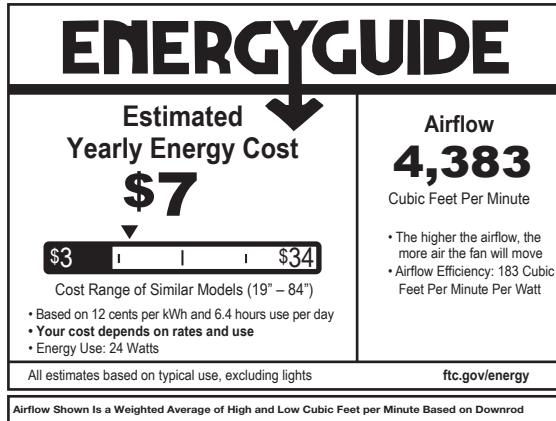 ENERGYGUIDE
Estimated
Yearly Energy Cost
$7
$3
$34
Cost Range of Similar Models (19” – 84”)
• Based on 12 cents per kWh and 6.4 hours use per day
• Your cost depends on rates and use
• Energy Use: 24 Watts
Airflow
4,383
Cubic Feet Per Minute
• The higher the airflow, the
more air the fan will move
• Airflow Efficiency: 183 Cubic
Feet Per Minute Per Watt
All estimates based on typical use, excluding lights
ftc.gov/energy
Airflow Shown Is a Weighted Average of High and Low Cubic Feet per Minute Based on Downrod